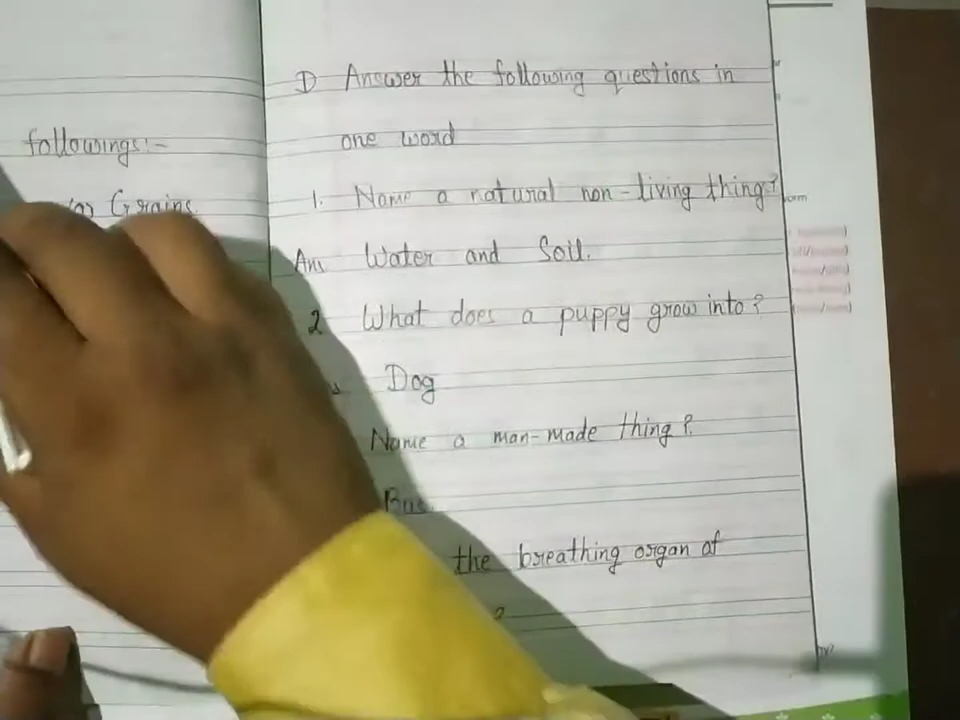 followings:-
Grains.
D Answer the following questions in
one word
1. Name a natural non-living thing?
Ans Water and Soil.
2 What does a puppy grow into?
Dog
Name a man-made thing?
Bus.
the breathing organ of
?